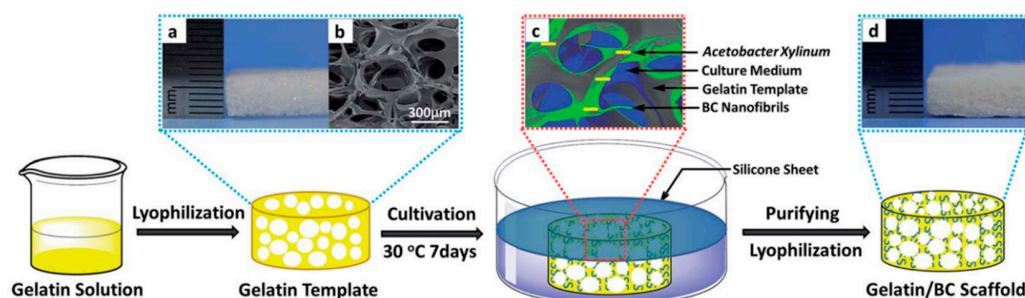 a
b
c
d
mm
300μm
Acetobacter Xylinum
Culture Medium
Gelatin Template
BC Nanofibrils
Silicone Sheet
Lyophilization
Cultivation
30 °C 7days
Purifying
Lyophilization
Gelatin Solution
Gelatin Template
Gelatin/BC Scaffold